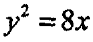 y² = 8x